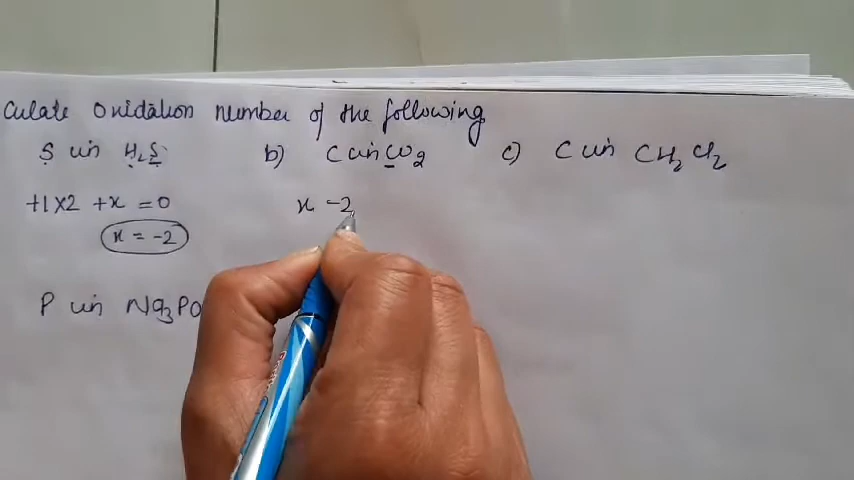 culate Oxidation number of the following
S in H₂S b) C in CO₂ c) C in CH₂Cl₂
+1×2 +x = 0 x -2
x = -2
P in Na₃PO